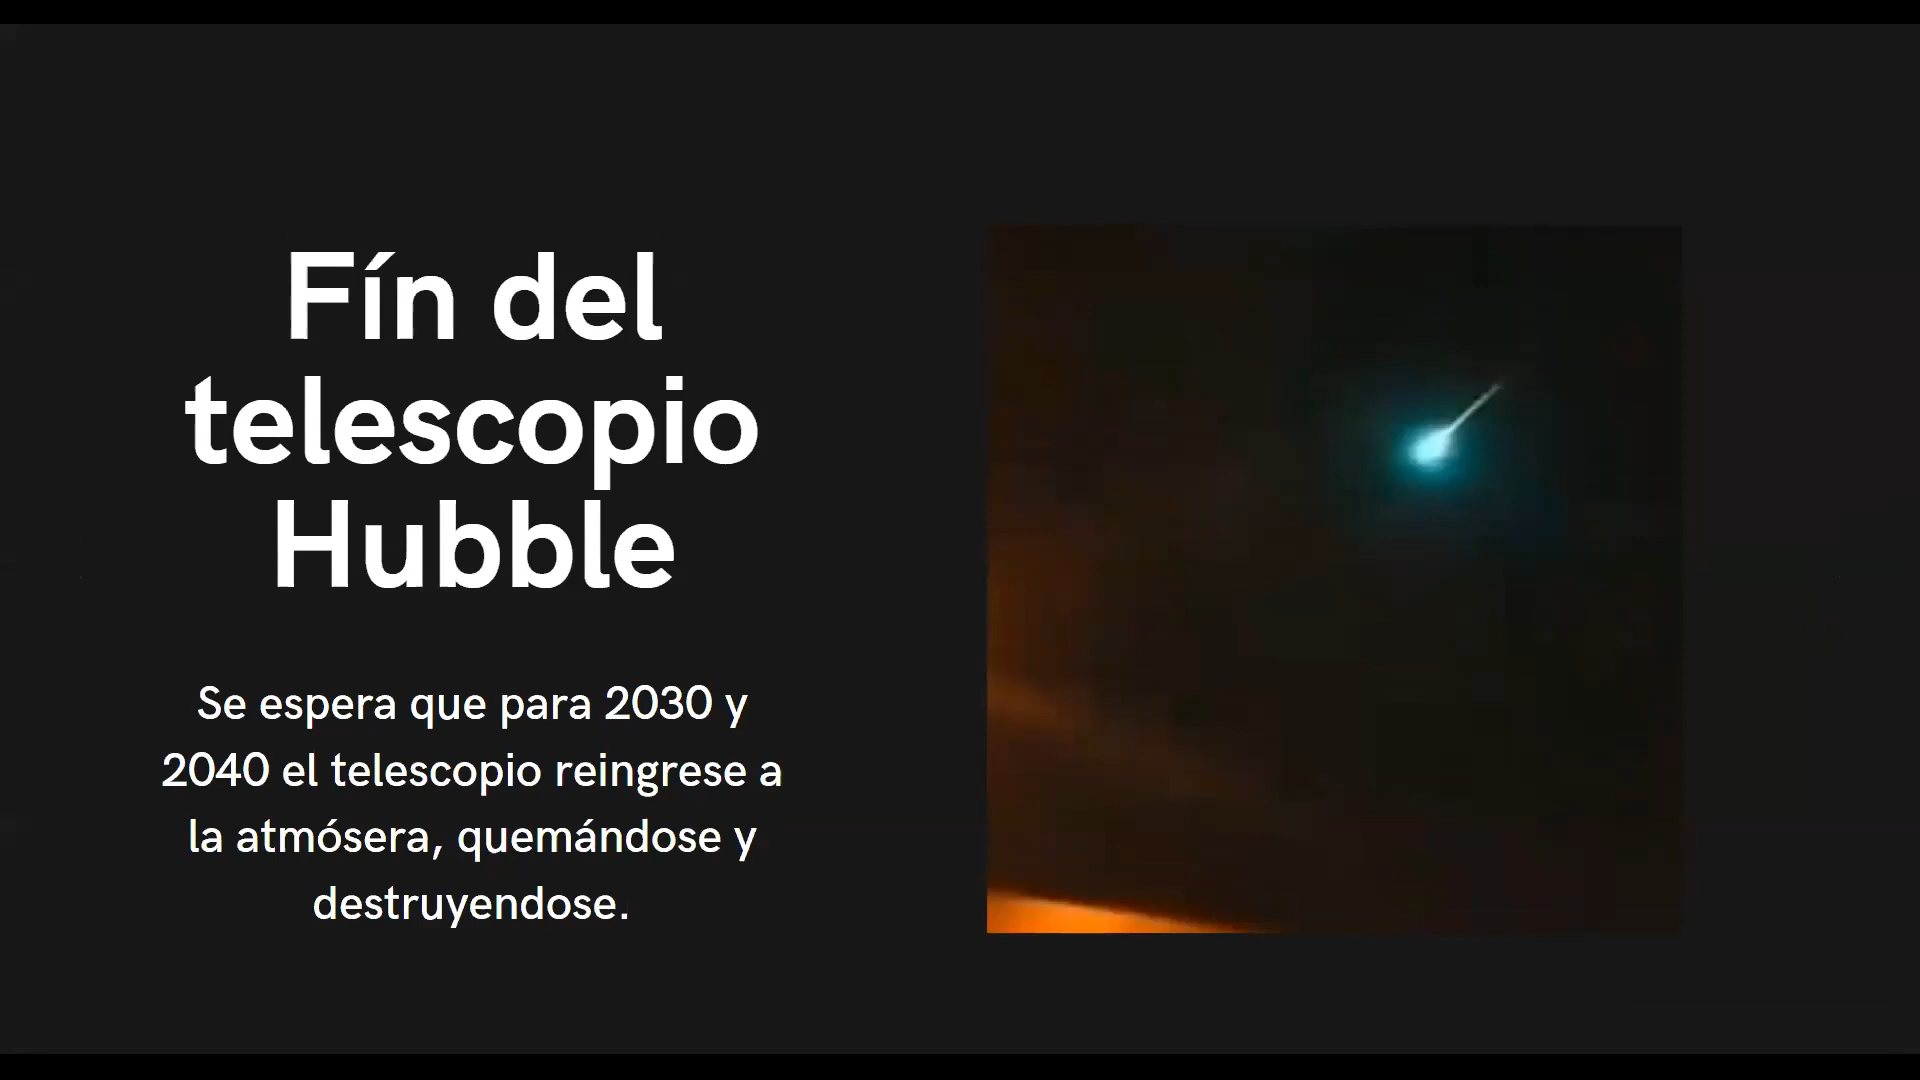 Fín del
telescopio
Hubble
Se espera que para 2030 y
2040 el telescopio reingrese a
la atmósera, quemándose y
destruyendose.